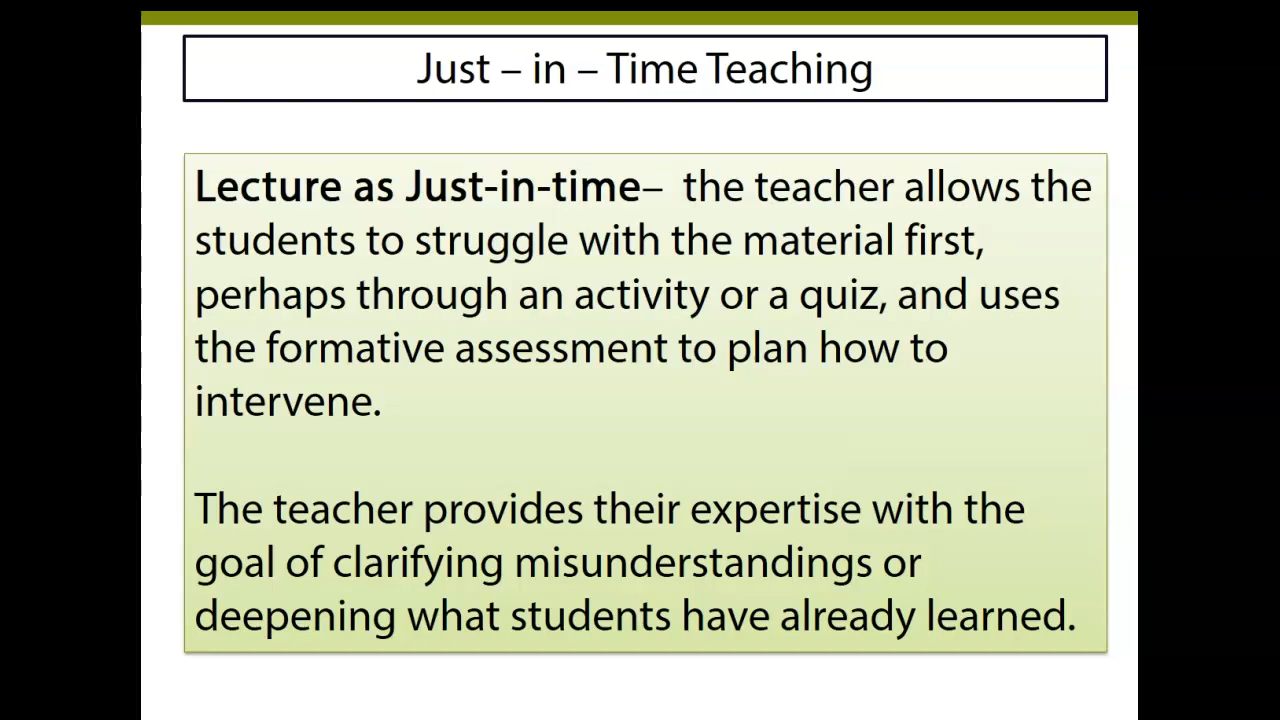 Just – in – Time Teaching
Lecture as Just-in-time– the teacher allows the
students to struggle with the material first,
perhaps through an activity or a quiz, and uses
the formative assessment to plan how to
intervene.
The teacher provides their expertise with the
goal of clarifying misunderstandings or
deepening what students have already learned.